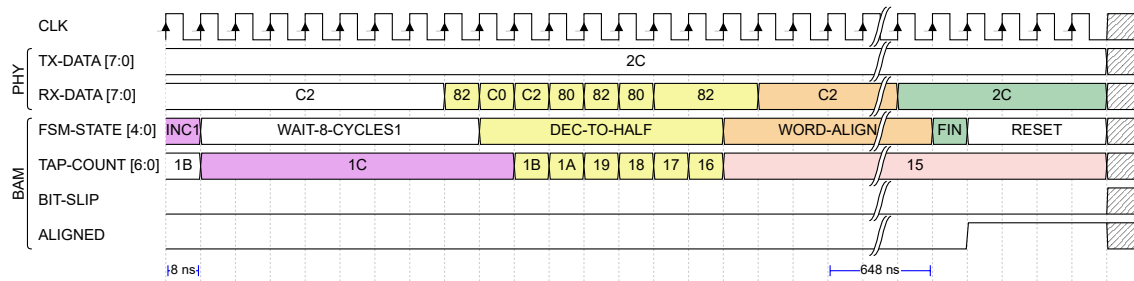 CLK
PHY
TX-DATA [7:0] 2C
RX-DATA [7:0] C2 82 C0 C2 80 82 80 82 C2 2C
BAM
FSM-STATE [4:0] INC1 WAIT-8-CYCLES1 DEC-TO-HALF WORD-ALIGN FIN RESET
TAP-COUNT [6:0] 1B 1C 1B 1A 19 18 17 16 15
BIT-SLIP
ALIGNED
8 ns 648 ns